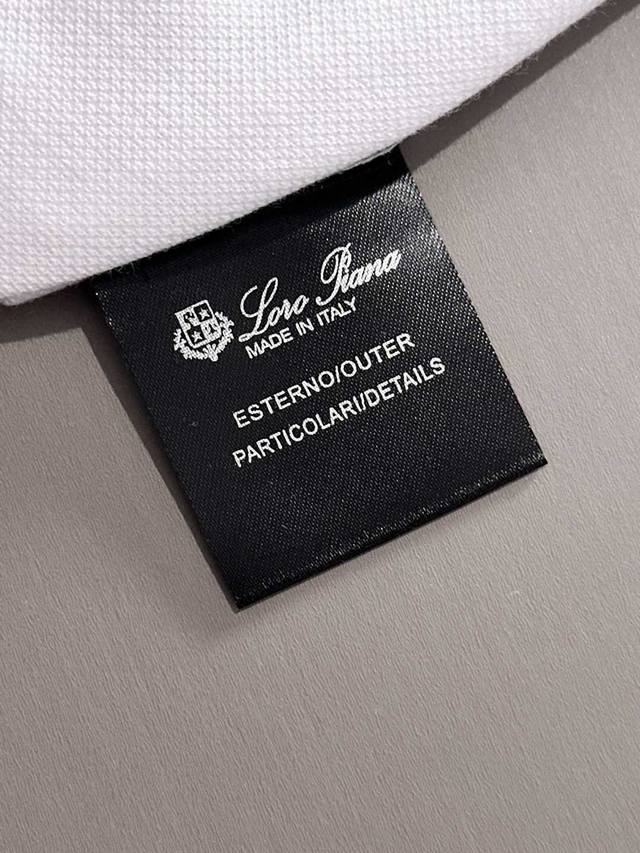 Loro Piana
MADE IN ITALY
ESTERNO/OUTER
PARTICOLARI/DETAILS